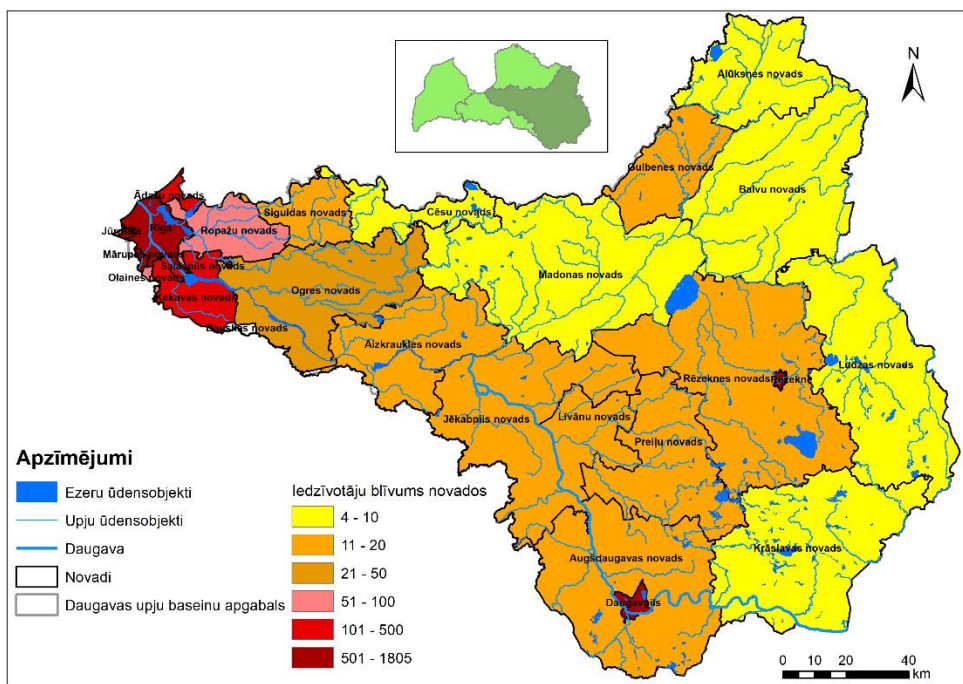 N
Alūksnes novads
Gulbenes novads
Balvu novads
Ādažu novads
Siguldas novads
Cēsu novads
Rīga
Ropažu novads
Jūrmala
Mārupes novads
Salaspils novads
Madonas novads
Olaines novads
Ogres novads
Ķekavas novads
Bauskas novads
Aizkraukles novads
Ludzas novads
Rēzeknes novads
Rēzekne
Jēkabpils novads
Līvānu novads
Preiļu novads
Krāslavas novads
Augšdaugavas novads
Daugavpils
Apzīmējumi
Ezeru ūdensobjekti
Upju ūdensobjekti
Daugava
Novadi
Daugavas upju baseinu apgabals
Iedzīvotāju blīvums novados
4 - 10
11 - 20
21 - 50
51 - 100
101 - 500
501 - 1805
0 10 20 40
km